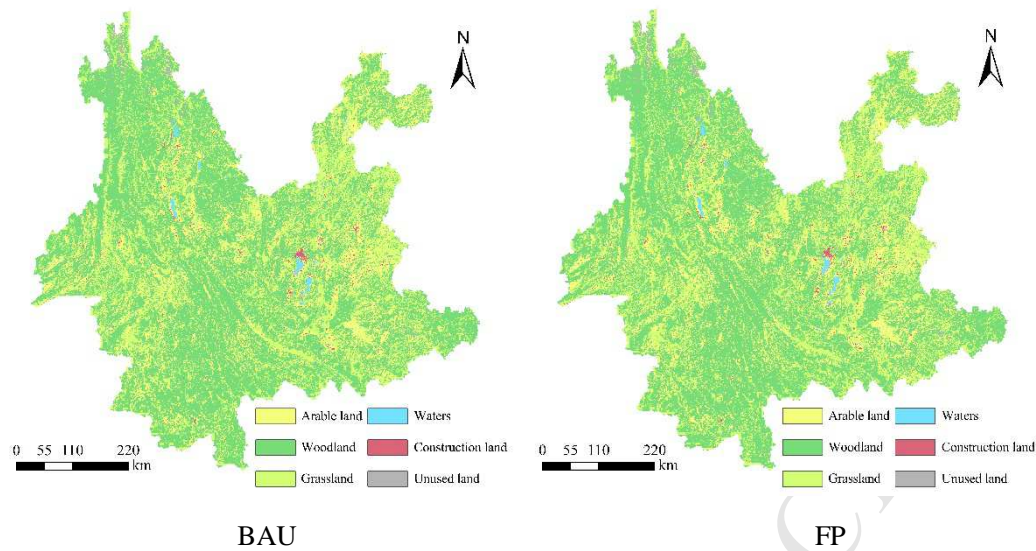 N
N
Arable land Waters
Woodland Construction land
Grassland Unused land
0 55 110 220
km
Arable land Waters
Woodland Construction land
Grassland Unused land
0 55 110 220
km
BAU
FP